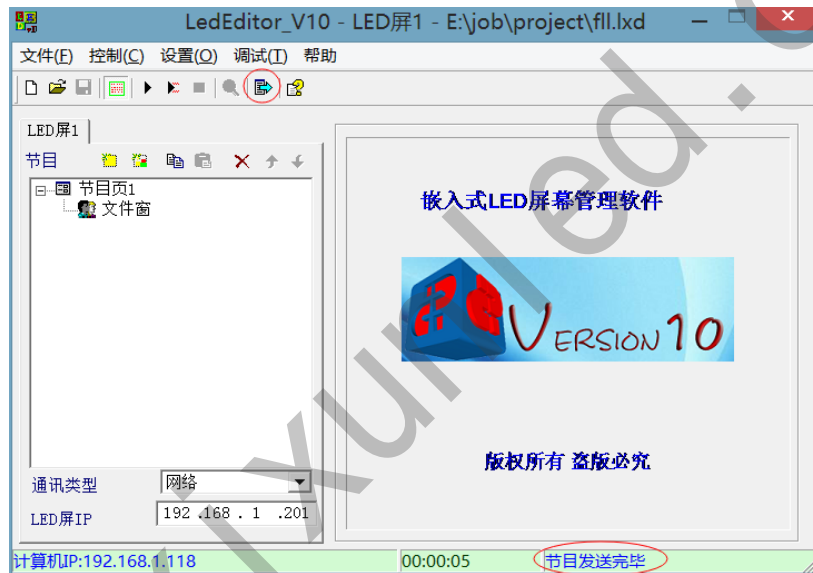 LedEditor_V10 - LED屏1 - E:\job\project\fll.lxd
文件(F) 控制(C) 设置(O) 调试(T) 帮助
LED屏1
节目
节目页1
文件窗
嵌入式LED屏幕管理软件
VERSION 10
版权所有 盗版必究
通讯类型 网络
LED屏IP 192 .168 . 1 .201
计算机IP:192.168.1.118 00:00:05 节目发送完毕
ixunled.c